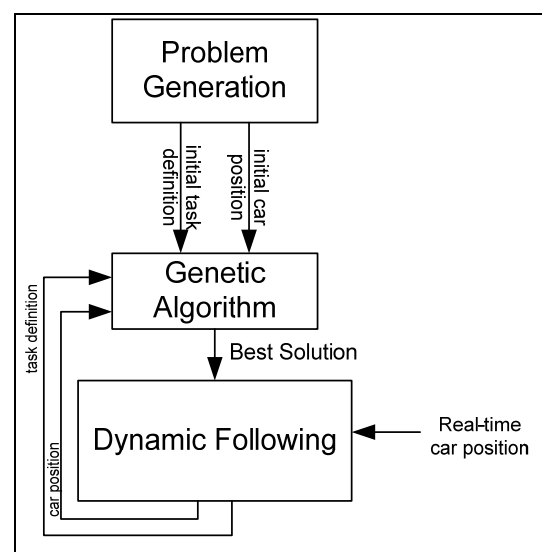 Problem
Generation
initial task
definition
initial car
position
Genetic
Algorithm
Best Solution
task definition
car position
Dynamic Following
Real-time
car position